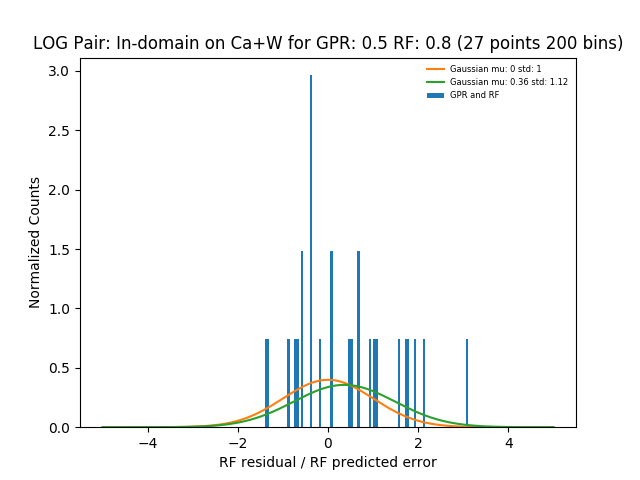 LOG Pair: In-domain on Ca+W for GPR: 0.5 RF: 0.8 (27 points 200 bins)
Gaussian mu: 0 std: 1
Gaussian mu: 0.36 std: 1.12
GPR and RF
Normalized Counts
3.0
2.5
2.0
1.5
1.0
0.5
0.0
−4
−2
0
2
4
RF residual / RF predicted error